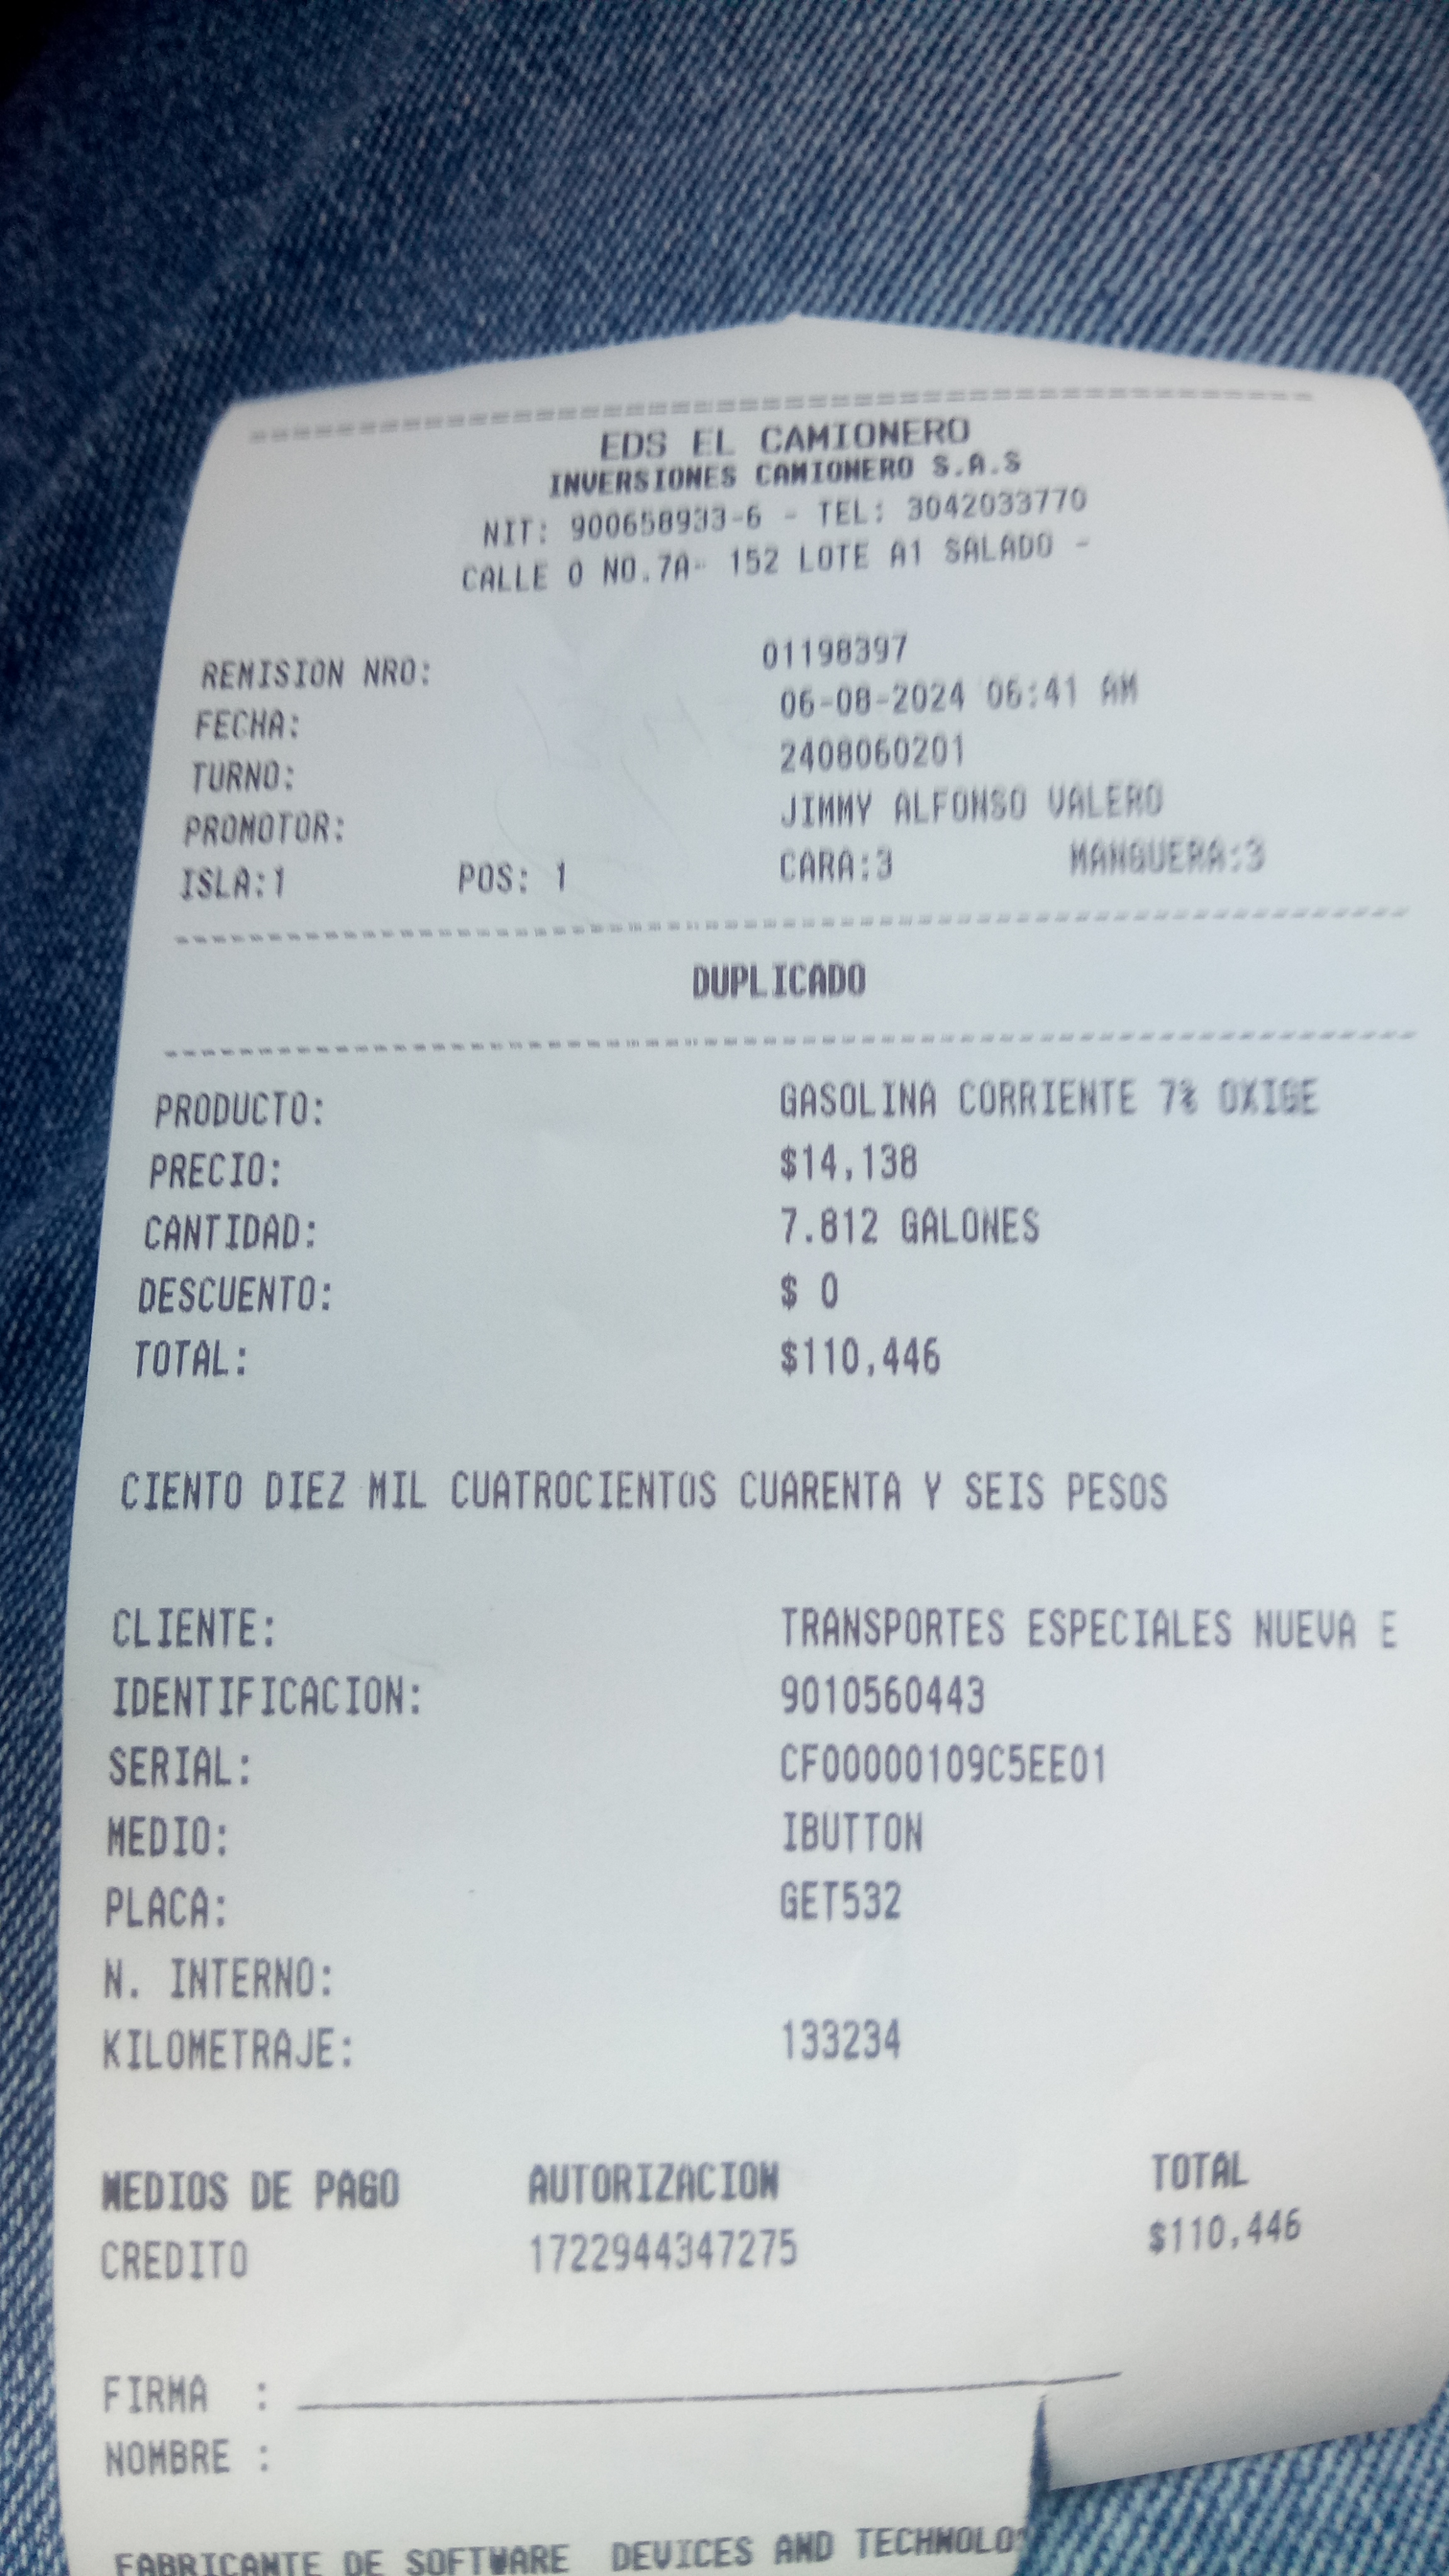 EDS EL CAMIONERO
INVERSIONES CAMIONERO S.A.S
NIT: 900658933-6 - TEL: 3042033770
CALLE 0 NO.7A- 152 LOTE A1 SALADO -
REMISION NRO: 01198397
FECHA: 06-08-2024 06:41 AM
TURNO: 2408060201
PROMOTOR: JIMMY ALFONSO VALERO
ISLA:1 POS: 1 CARA:3 MANGUERA:3
DUPLICADO
PRODUCTO: GASOLINA CORRIENTE 7% OXIGE
PRECIO: $14,138
CANTIDAD: 7.812 GALONES
DESCUENTO: $ 0
TOTAL: $110,446
CIENTO DIEZ MIL CUATROCIENTOS CUARENTA Y SEIS PESOS
CLIENTE: TRANSPORTES ESPECIALES NUEVA E
IDENTIFICACION: 9010560443
SERIAL: CF00000109C5EE01
MEDIO: IBUTTON
PLACA: GET532
N. INTERNO:
KILOMETRAJE: 133234
MEDIOS DE PAGO AUTORIZACION TOTAL
CREDITO 1722944347275 $110,446
FIRMA :
NOMBRE :
FABRICANTE DE SOFTWARE DEVICES AND TECHNOLO